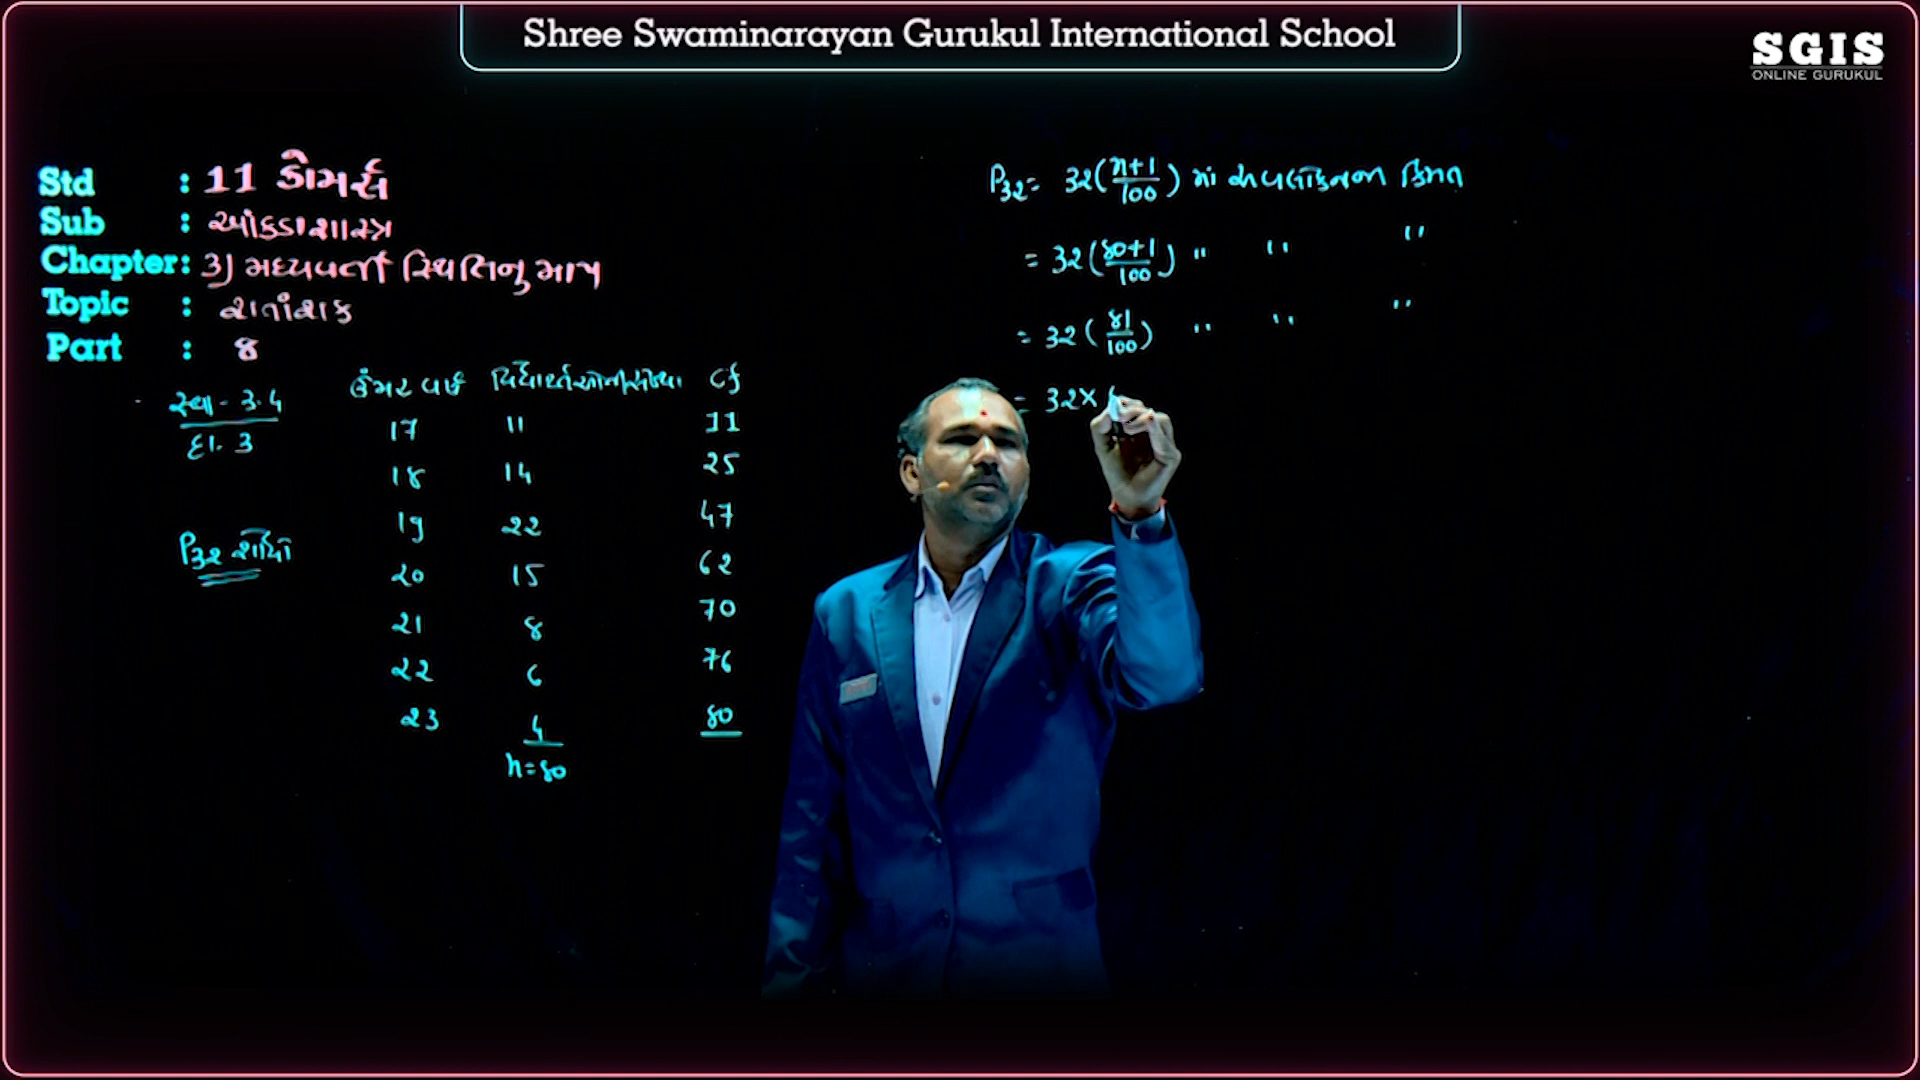 Shree Swaminarayan Gurukul International School
SGIS
ONLINE GURUKUL
Std : 11 કોમર્સ
Sub : આંકડાશાસ્ત્ર
Chapter: 3) મધ્યવર્તી સ્થિતિનુ માપ
Topic : શતાંશક
Part : 8
સ્વા - 3.4
દા. 3
P32 શોધો
ઉંમર વર્ષ વિદ્યાર્થીઓની સંખ્યા cf
17 11 11
18 14 25
19 22 47
20 15 62
21 8 70
22 6 76
23 4 80
n=80
P32 = 32(n+1/100) માં અવલોકનની કિંમત
= 32(80+1/100) " " "
= 32(81/100) " " "
= 32×